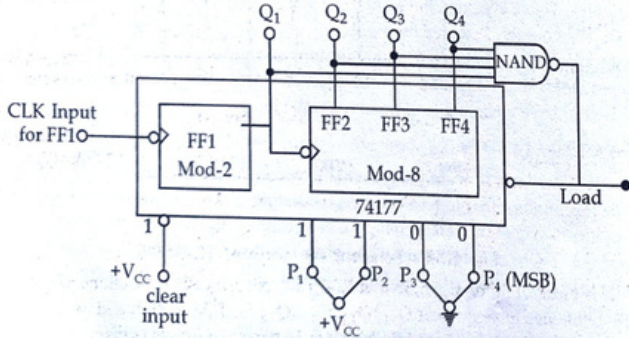 Q1 Q2 Q3 Q4
NAND
CLK Input
for FF1
FF1
Mod-2
FF2 FF3 FF4
Mod-8
74177
Load
1 1 1 0 0
+VCC
clear
input
P1 P2 P3 P4 (MSB)
+VCC